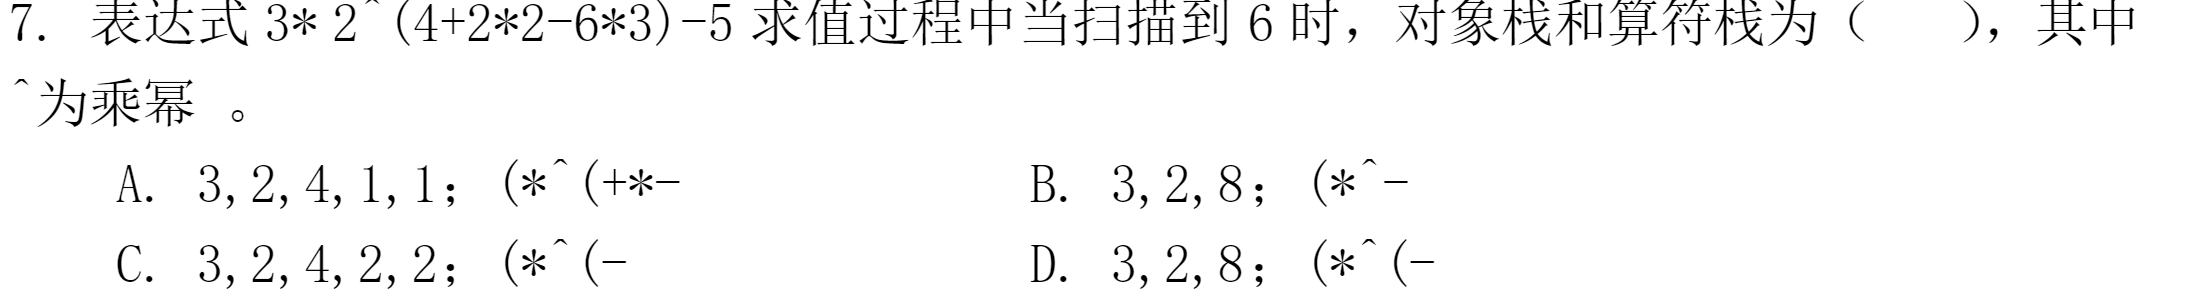 7. 表达式 3* 2^(4+2*2-6*3)-5 求值过程中当扫描到 6 时，对象栈和算符栈为（ ），其中
^为乘幂 。
A. 3,2,4,1,1；(*^(+*- B. 3,2,8；(*^-
C. 3,2,4,2,2；(*^(- D. 3,2,8；(*^(-